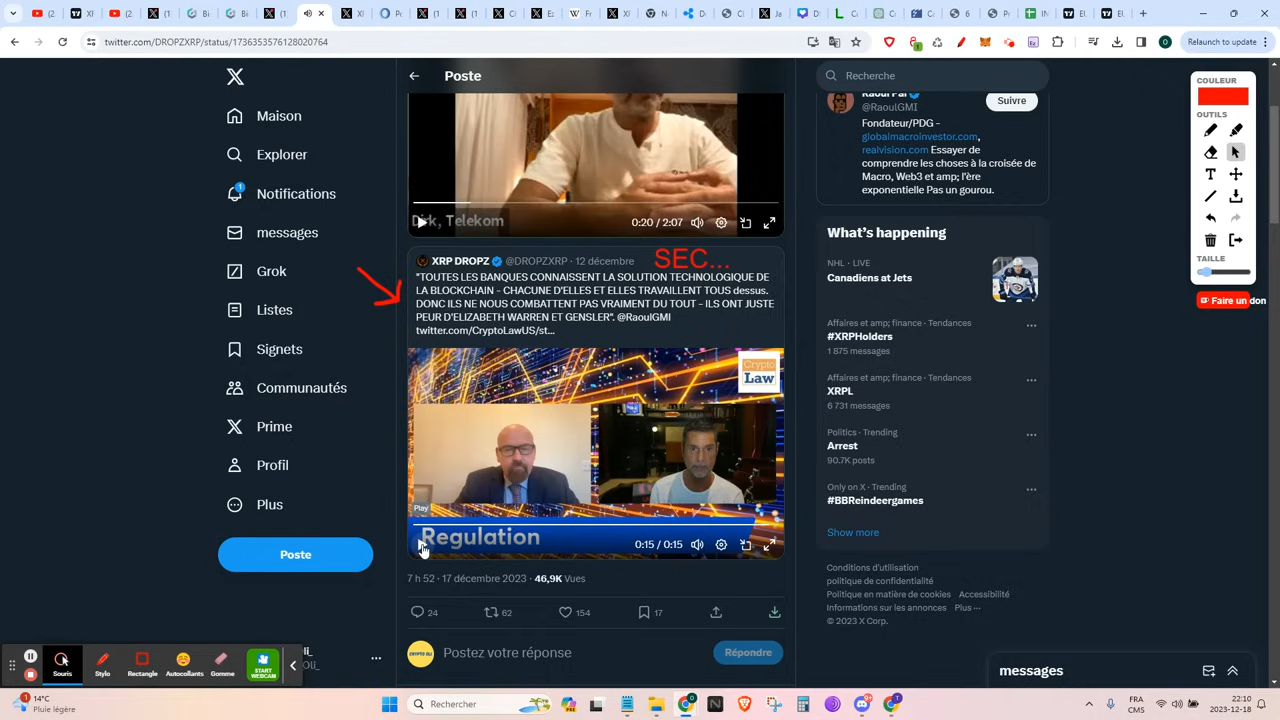 twitter.com/DROPZXRP/status/1736353576128020764
Relaunch to update
Poste
Recherche
COULEUR
OUTILS
TAILLE
Faire un don
Maison
Explorer
Notifications
messages
Grok
Listes
Signets
Communautés
Prime
Profil
Plus
Poste
Dirk, Telekom
0:20 / 2:07
XRP DROPZ @DROPZXRP · 12 décembre
SEC...
"TOUTES LES BANQUES CONNAISSENT LA SOLUTION TECHNOLOGIQUE DE
LA BLOCKCHAIN - CHACUNE D'ELLES ET ELLES TRAVAILLENT TOUS dessus.
DONC ILS NE NOUS COMBATTENT PAS VRAIMENT DU TOUT - ILS ONT JUSTE
PEUR D'ELIZABETH WARREN ET GENSLER". @RaoulGMI
twitter.com/CryptoLawUS/st...
Crypto
Law
Play
Regulation
0:15 / 0:15
7 h 52 · 17 décembre 2023 · 46,9K Vues
24
62
154
17
Postez votre réponse
Répondre
Raoul Pal
@RaoulGMI
Suivre
Fondateur/PDG -
globalmacroinvestor.com,
realvision.com Essayer de
comprendre les choses à la croisée de
Macro, Web3 et amp; l'ère
exponentielle Pas un gourou.
What's happening
NHL · LIVE
Canadiens at Jets
Affaires et amp; finance · Tendances
#XRPHolders
1 875 messages
Affaires et amp; finance · Tendances
XRPL
6 731 messages
Politics · Trending
Arrest
90.7K posts
Only on X · Trending
#BBReindeergames
Show more
Conditions d'utilisation
politique de confidentialité
Politique en matière de cookies Accessibilité
Informations sur les annonces Plus ···
© 2023 X Corp.
messages
Souris
Stylo
Rectangle
Autocollants
Gomme
START
WEBCAM
14°C
Pluie légère
Rechercher
FRA
CMS
22:10
2023-12-18